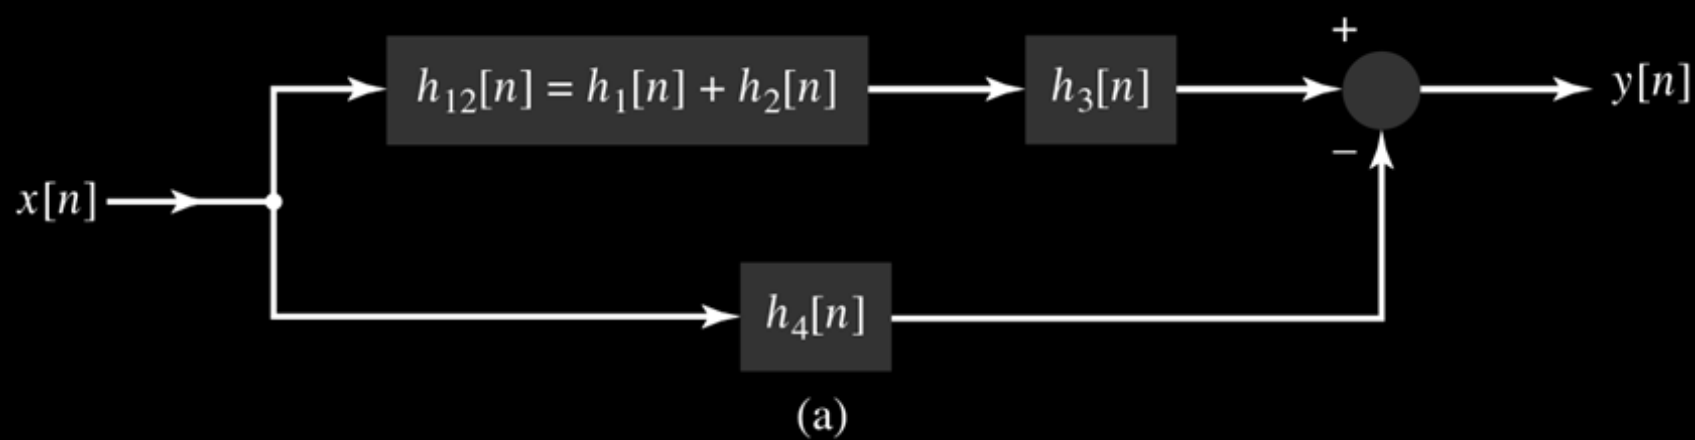 +
h₁₂[n] = h₁[n] + h₂[n]
h₃[n]
y[n]
−
x[n]
h₄[n]
(a)